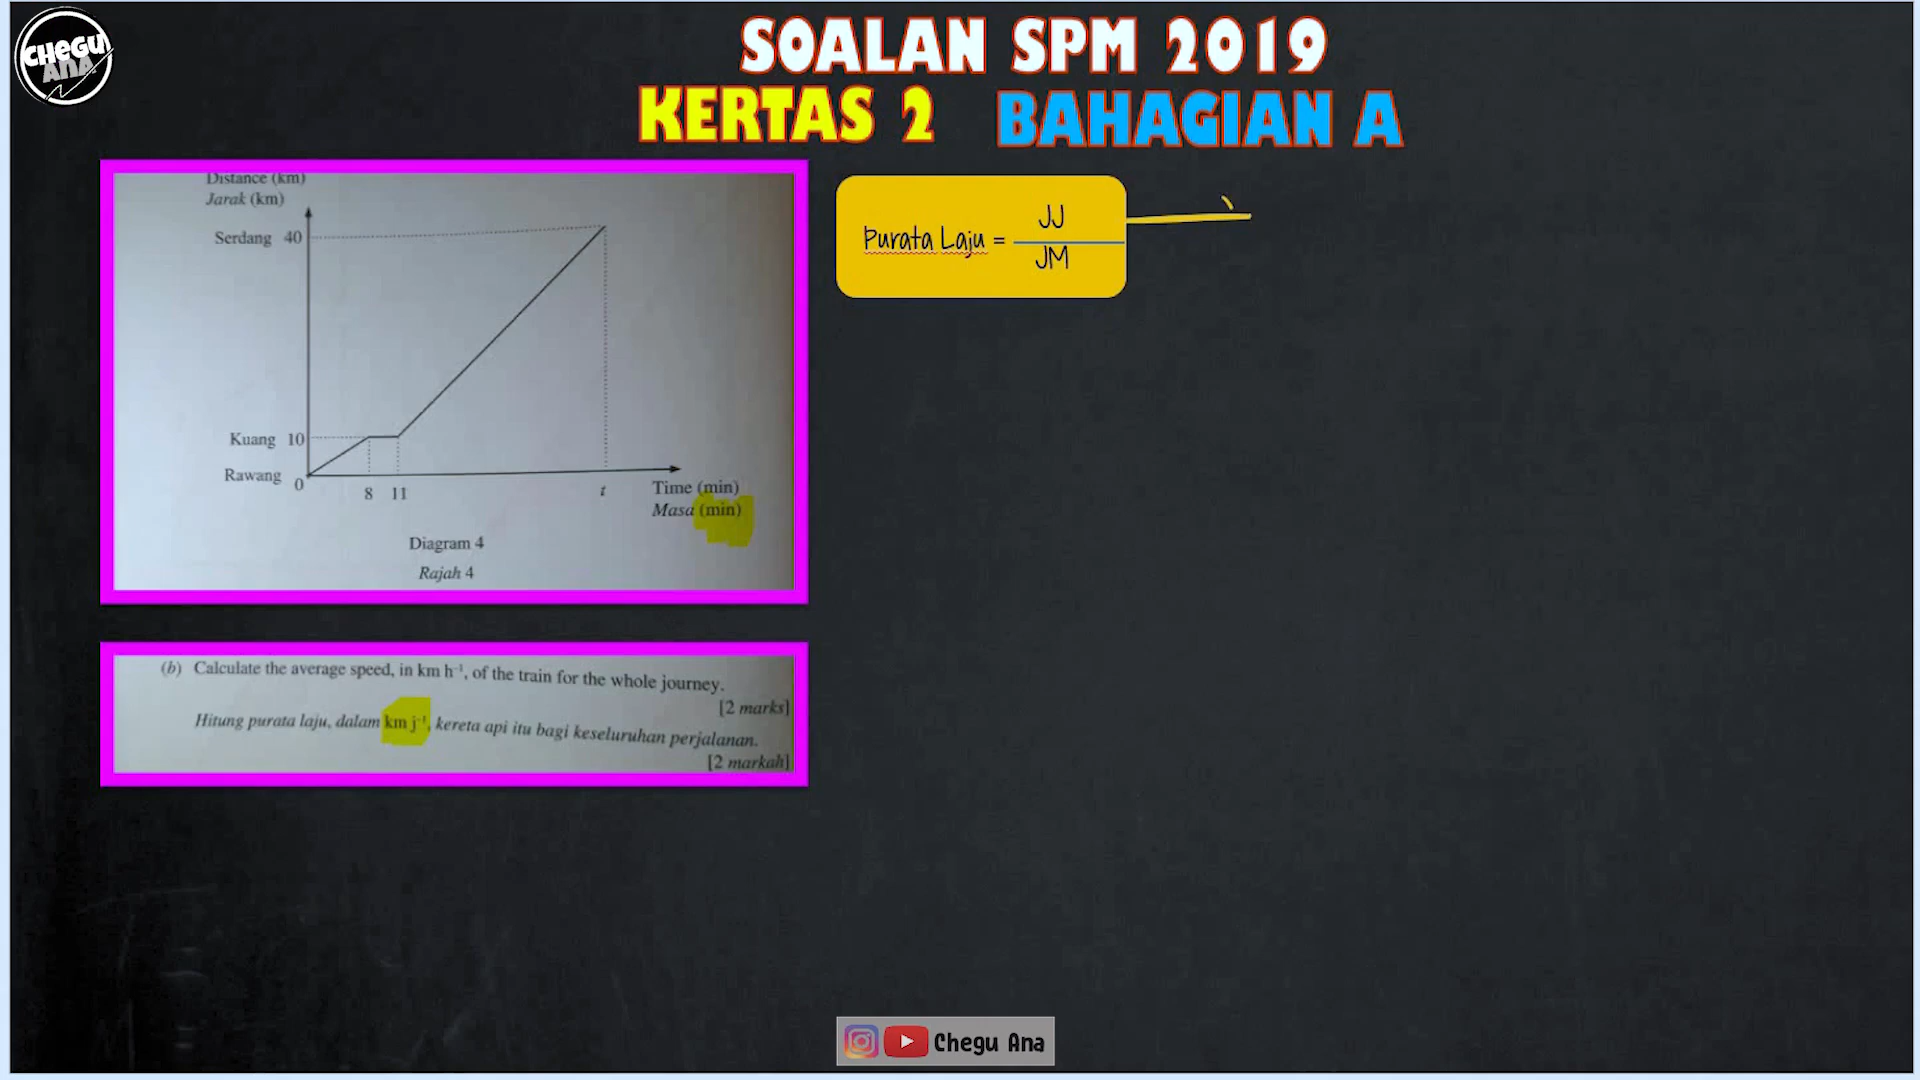 CHEGU
ANA
SOALAN SPM 2019
KERTAS 2 BAHAGIAN A
Distance (km)
Jarak (km)
Serdang 40
Kuang 10
Rawang
0
8 11 t
Time (min)
Masa (min)
Diagram 4
Rajah 4
Purata Laju = JJ
JM
(b) Calculate the average speed, in km h⁻¹, of the train for the whole journey.
[2 marks]
Hitung purata laju, dalam km j⁻¹, kereta api itu bagi keseluruhan perjalanan.
[2 markah]
Chegu Ana